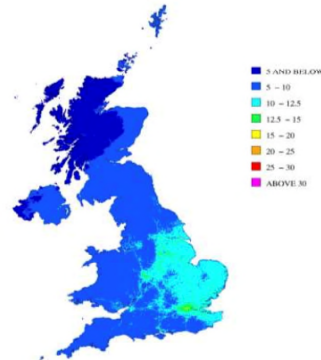 5 AND BELOW
5 – 10
10 – 12.5
12.5 – 15
15 – 20
20 – 25
25 – 30
ABOVE 30